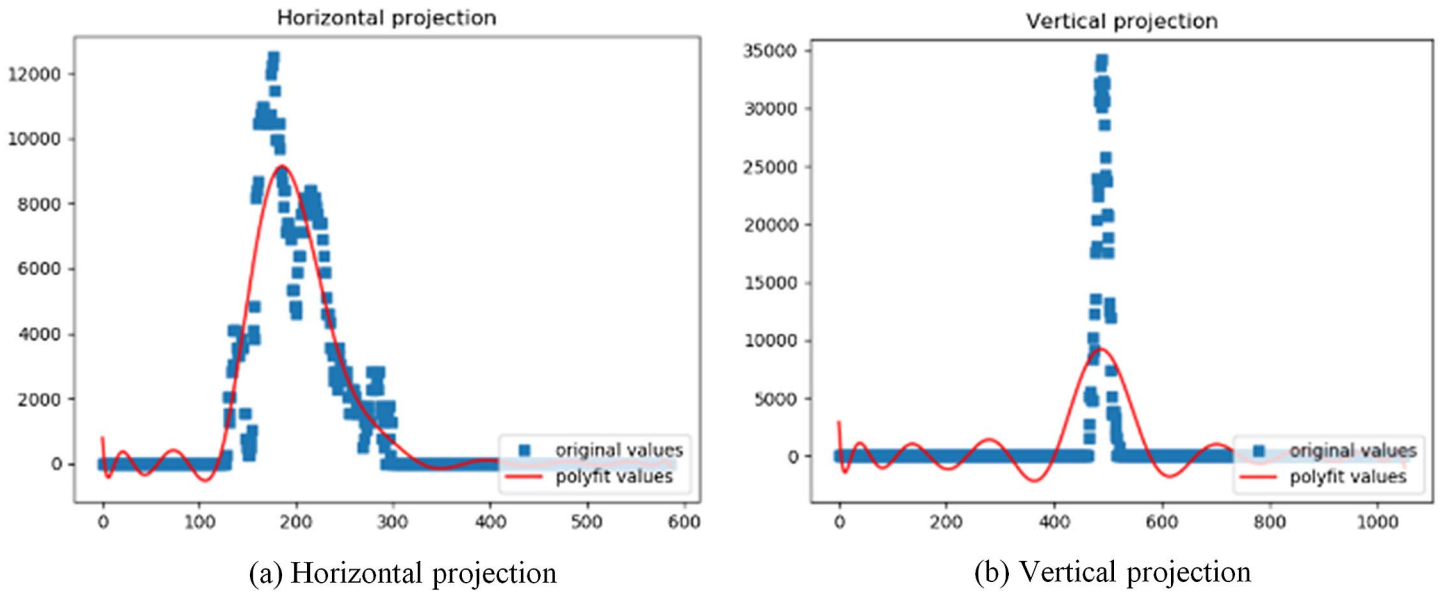 Horizontal projection
12000
10000
8000
6000
4000
2000
0
original values
polyfit values
0 100 200 300 400 500 600
(a) Horizontal projection
Vertical projection
35000
30000
25000
20000
15000
10000
5000
0
original values
polyfit values
0 200 400 600 800 1000
(b) Vertical projection